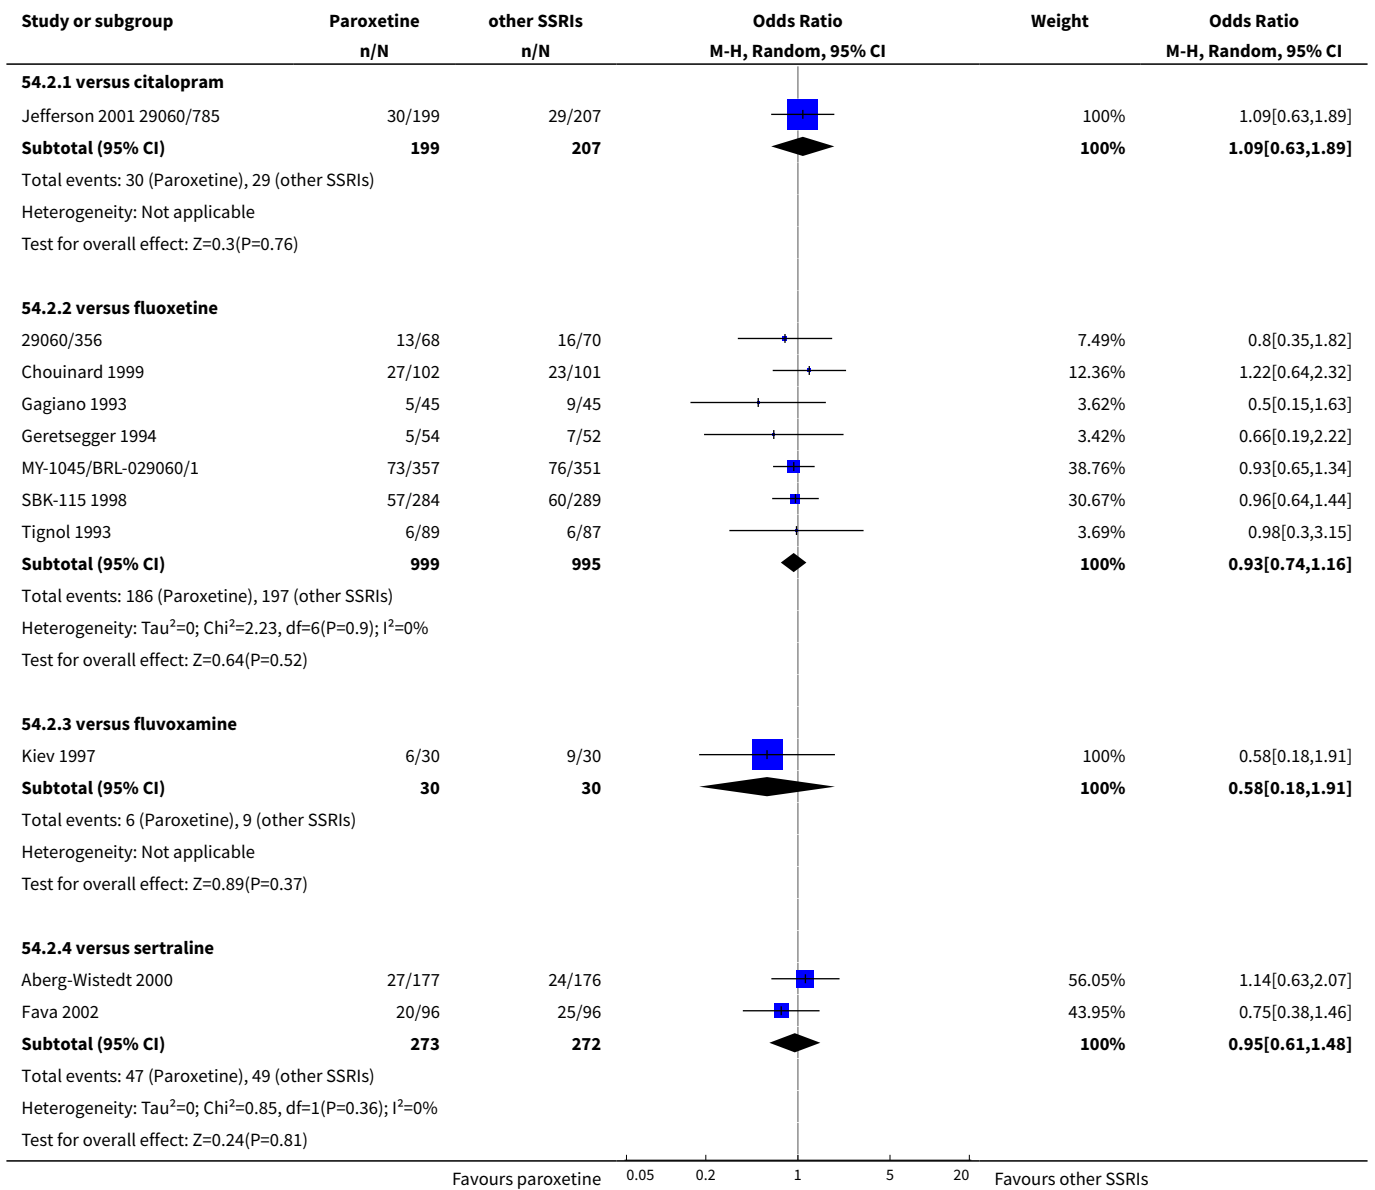 Study or subgroup Paroxetine other SSRIs Odds Ratio Weight Odds Ratio
n/N n/N M-H, Random, 95% CI M-H, Random, 95% CI
54.2.1 versus citalopram
Jefferson 2001 29060/785 30/199 29/207 100% 1.09[0.63,1.89]
Subtotal (95% CI) 199 207 100% 1.09[0.63,1.89]
Total events: 30 (Paroxetine), 29 (other SSRIs)
Heterogeneity: Not applicable
Test for overall effect: Z=0.3(P=0.76)
54.2.2 versus fluoxetine
29060/356 13/68 16/70 7.49% 0.8[0.35,1.82]
Chouinard 1999 27/102 23/101 12.36% 1.22[0.64,2.32]
Gagiano 1993 5/45 9/45 3.62% 0.5[0.15,1.63]
Geretsegger 1994 5/54 7/52 3.42% 0.66[0.19,2.22]
MY-1045/BRL-029060/1 73/357 76/351 38.76% 0.93[0.65,1.34]
SBK-115 1998 57/284 60/289 30.67% 0.96[0.64,1.44]
Tignol 1993 6/89 6/87 3.69% 0.98[0.3,3.15]
Subtotal (95% CI) 999 995 100% 0.93[0.74,1.16]
Total events: 186 (Paroxetine), 197 (other SSRIs)
Heterogeneity: Tau²=0; Chi²=2.23, df=6(P=0.9); I²=0%
Test for overall effect: Z=0.64(P=0.52)
54.2.3 versus fluvoxamine
Kiev 1997 6/30 9/30 100% 0.58[0.18,1.91]
Subtotal (95% CI) 30 30 100% 0.58[0.18,1.91]
Total events: 6 (Paroxetine), 9 (other SSRIs)
Heterogeneity: Not applicable
Test for overall effect: Z=0.89(P=0.37)
54.2.4 versus sertraline
Aberg-Wistedt 2000 27/177 24/176 56.05% 1.14[0.63,2.07]
Fava 2002 20/96 25/96 43.95% 0.75[0.38,1.46]
Subtotal (95% CI) 273 272 100% 0.95[0.61,1.48]
Total events: 47 (Paroxetine), 49 (other SSRIs)
Heterogeneity: Tau²=0; Chi²=0.85, df=1(P=0.36); I²=0%
Test for overall effect: Z=0.24(P=0.81)
Favours paroxetine 0.05 0.2 1 5 20 Favours other SSRIs